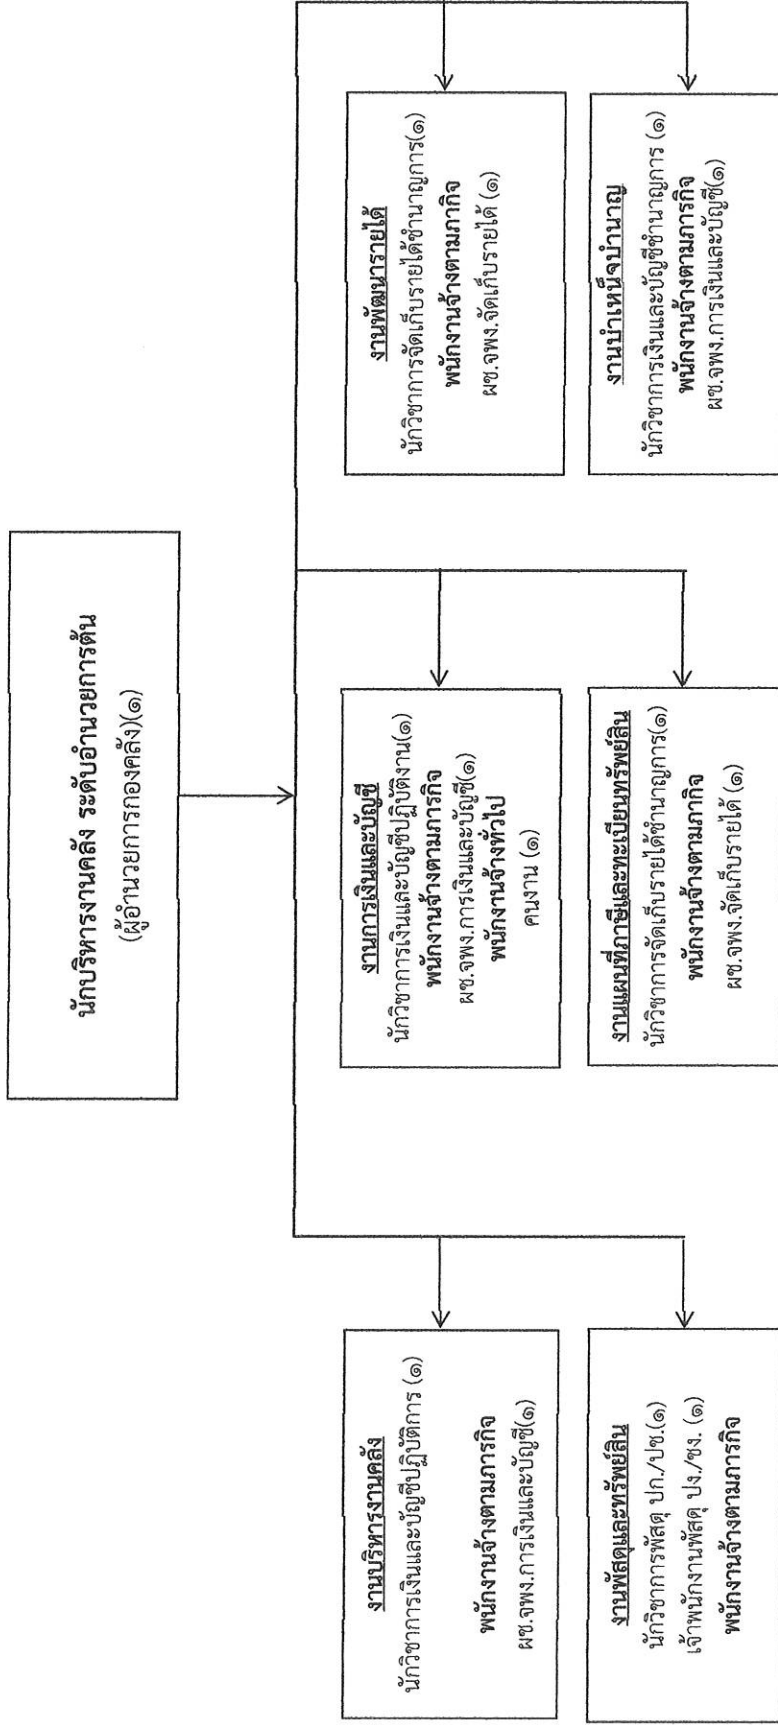 นักบริหารงานคลัง ระดับอำนวยการต้น
(ผู้อำนวยการกองคลัง)(๑)
งานบริหารงานคลัง
นักวิชาการเงินและบัญชีปฏิบัติการ (๑)
พนักงานจ้างตามภารกิจ
ผช.จพง.การเงินและบัญชี(๑)
งานการเงินและบัญชี
นักวิชาการเงินและบัญชีปฏิบัติงาน(๑)
พนักงานจ้างตามภารกิจ
ผช.จพง.การเงินและบัญชี(๑)
พนักงานจ้างทั่วไป
คนงาน (๑)
งานพัฒนารายได้
นักวิชาการจัดเก็บรายได้ชำนาญการ(๑)
พนักงานจ้างตามภากิจ
ผช.จพง.จัดเก็บรายได้ (๑)
งานพัสดุและทรัพย์สิน
นักวิชาการพัสดุ ปก./ปช.(๑)
เจ้าพนักงานพัสดุ ปง./ชง. (๑)
พนักงานจ้างตามภารกิจ
งานแผนที่ภาษีและทะเบียนทรัพย์สิน
นักวิชาการจัดเก็บรายได้ชำนาญการ(๑)
พนักงานจ้างตามภากิจ
ผช.จพง.จัดเก็บรายได้ (๑)
งานบำเหน็จบำนาญ
นักวิชาการเงินและบัญชีชำนาญการ (๑)
พนักงานจ้างตามภารกิจ
ผช.จพง.การเงินและบัญชี(๑)